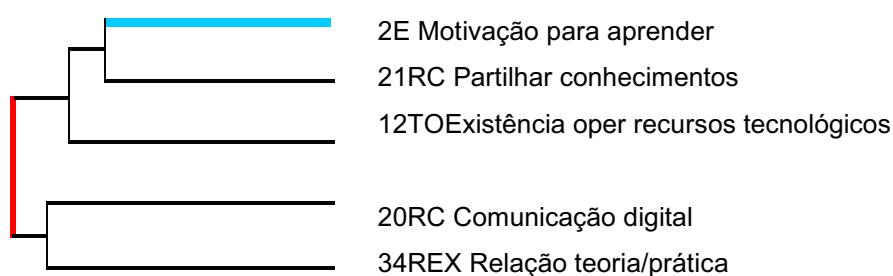 2E Motivação para aprender
21RC Partilhar conhecimentos
12TOExistência oper recursos tecnológicos
20RC Comunicação digital
34REX Relação teoria/prática